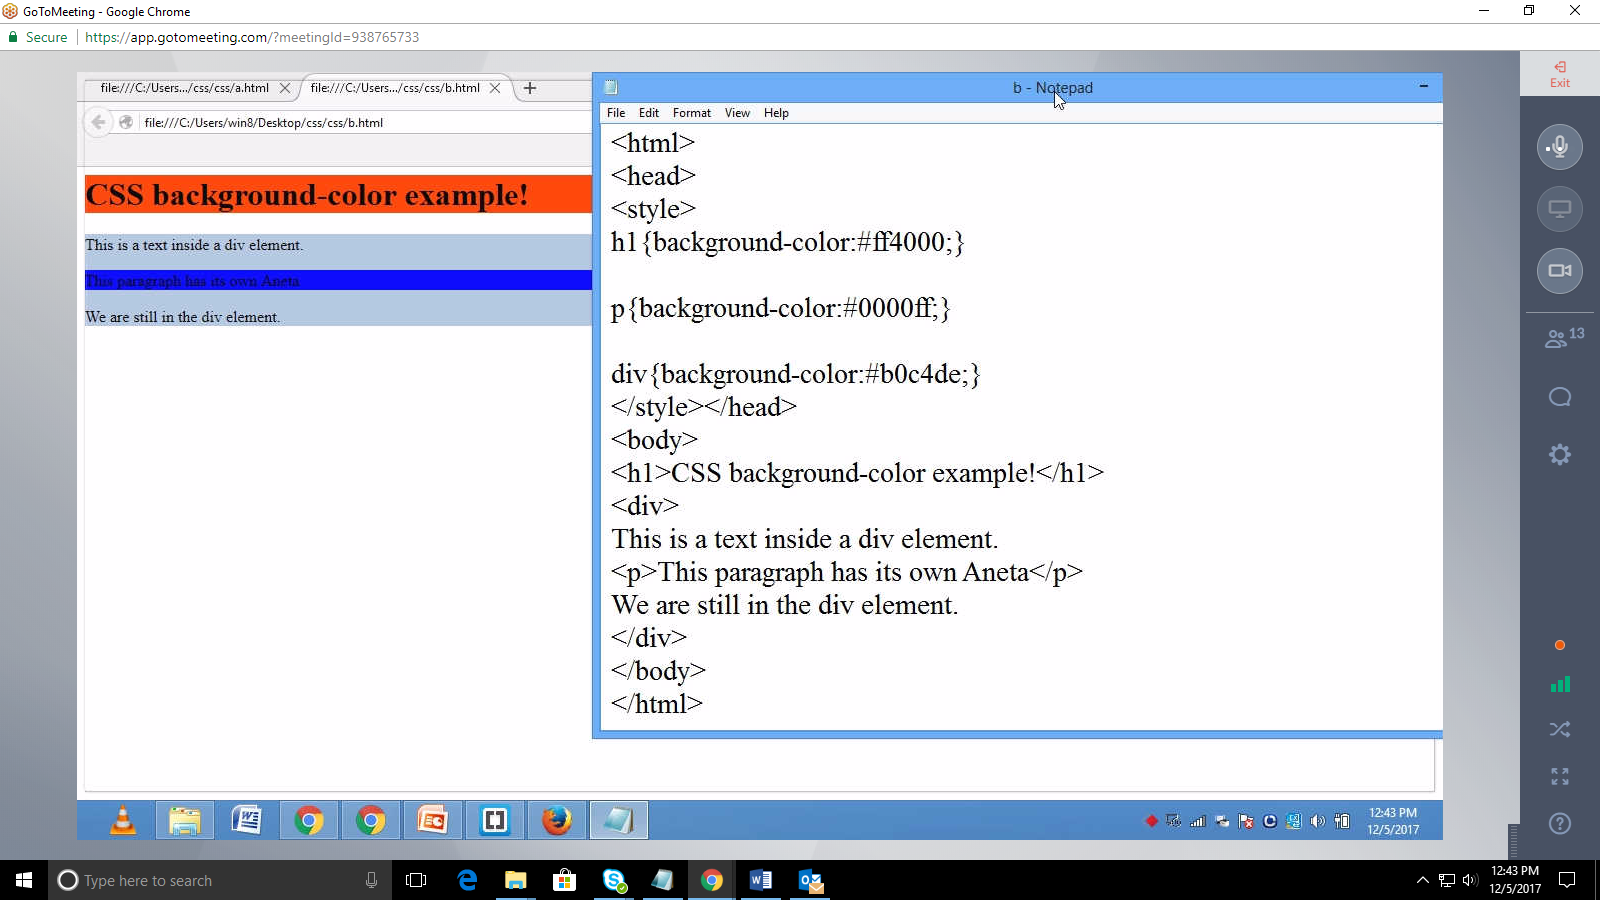 GoToMeeting - Google Chrome
Secure https://app.gotomeeting.com/?meetingId=938765733
Exit
file:///C:/Users.../css/css/a.html file:///C:/Users.../css/css/b.html
file:///C:/Users/win8/Desktop/css/css/b.html
CSS background-color example!
This is a text inside a div element.
This paragraph has its own Aneta
We are still in the div element.
b - Notepad
File Edit Format View Help
<html>
<head>
<style>
h1{background-color:#ff4000;}
p{background-color:#0000ff;}
div{background-color:#b0c4de;}
</style></head>
<body>
<h1>CSS background-color example!</h1>
<div>
This is a text inside a div element.
<p>This paragraph has its own Aneta</p>
We are still in the div element.
</div>
</body>
</html>
13
12:43 PM
12/5/2017
Type here to search
12:43 PM
12/5/2017